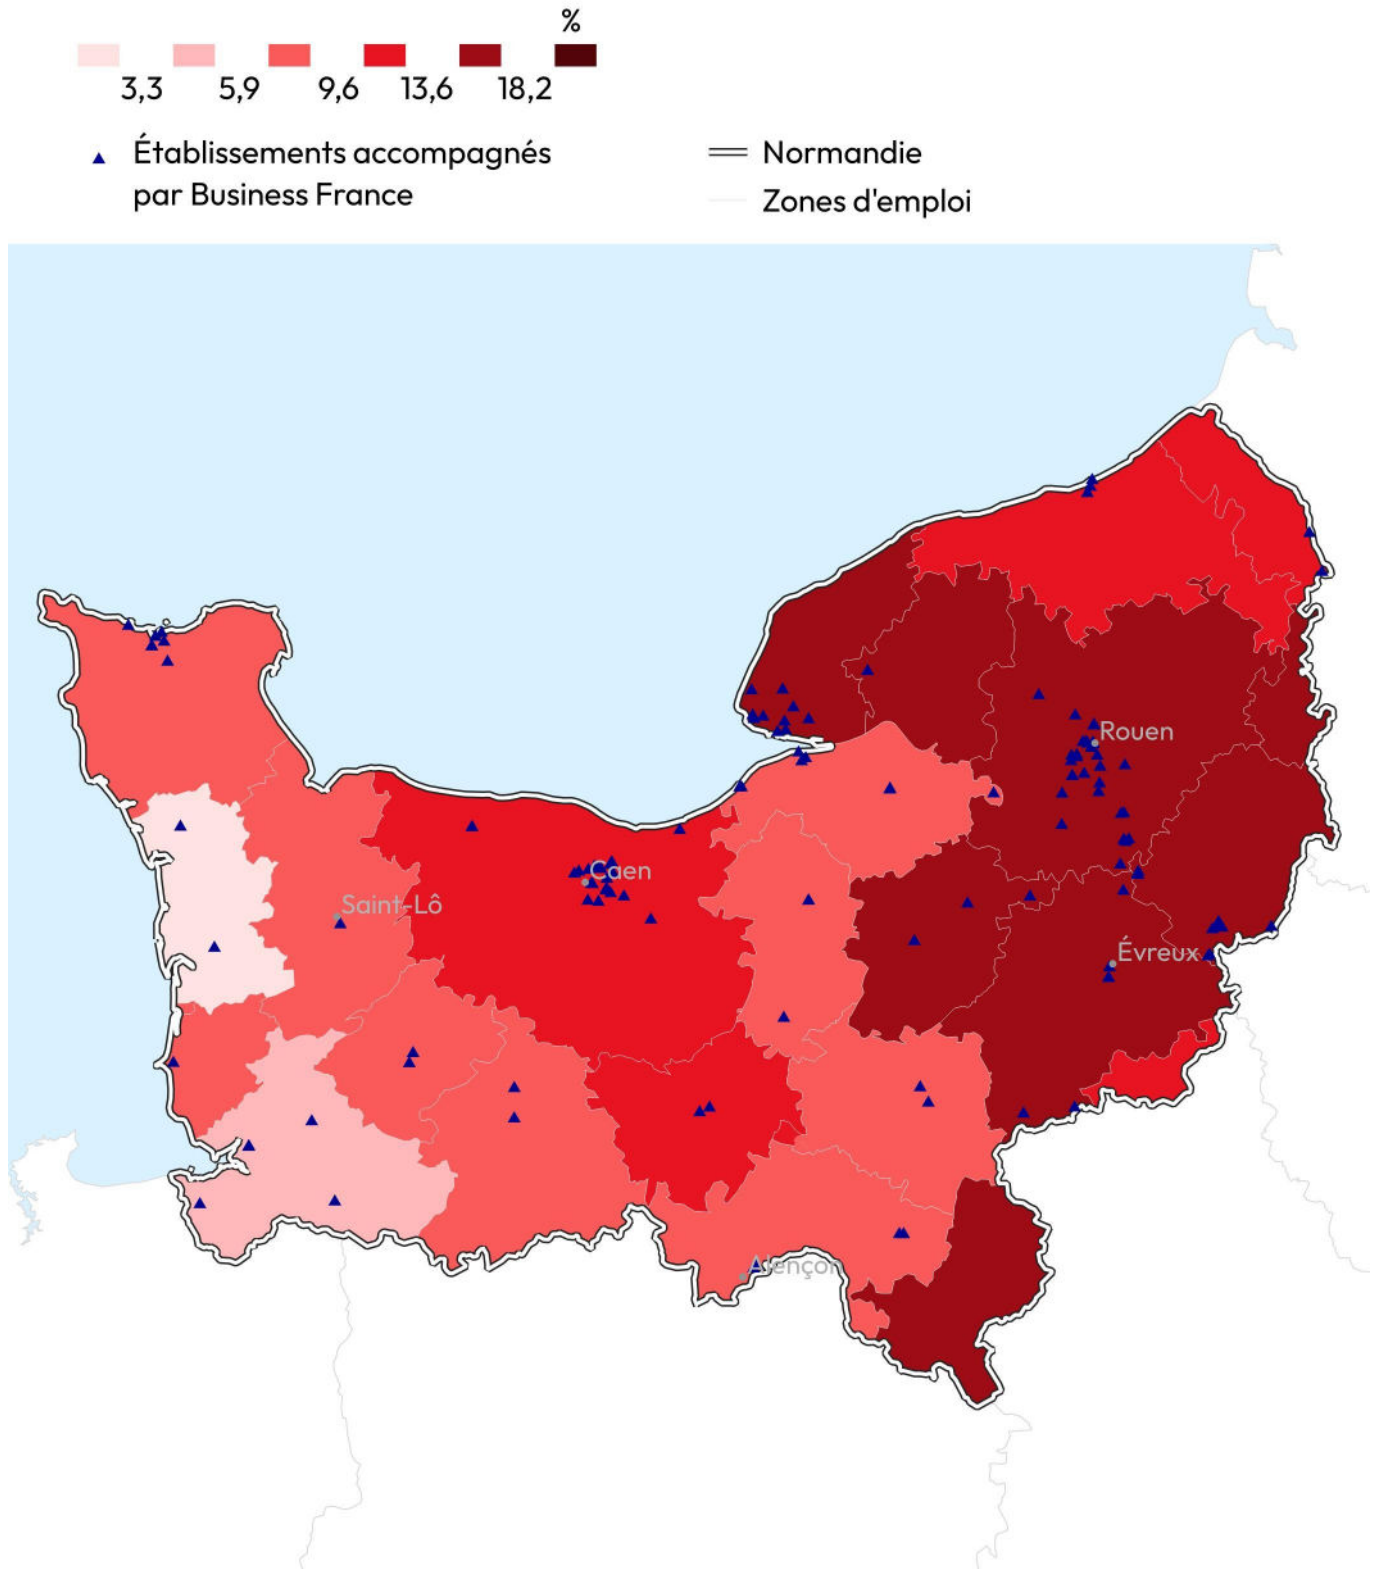 %
3,3 5,9 9,6 13,6 18,2
Établissements accompagnés
par Business France
Normandie
Zones d'emploi
Rouen
Caen
Saint-Lô
Évreux
Alençon